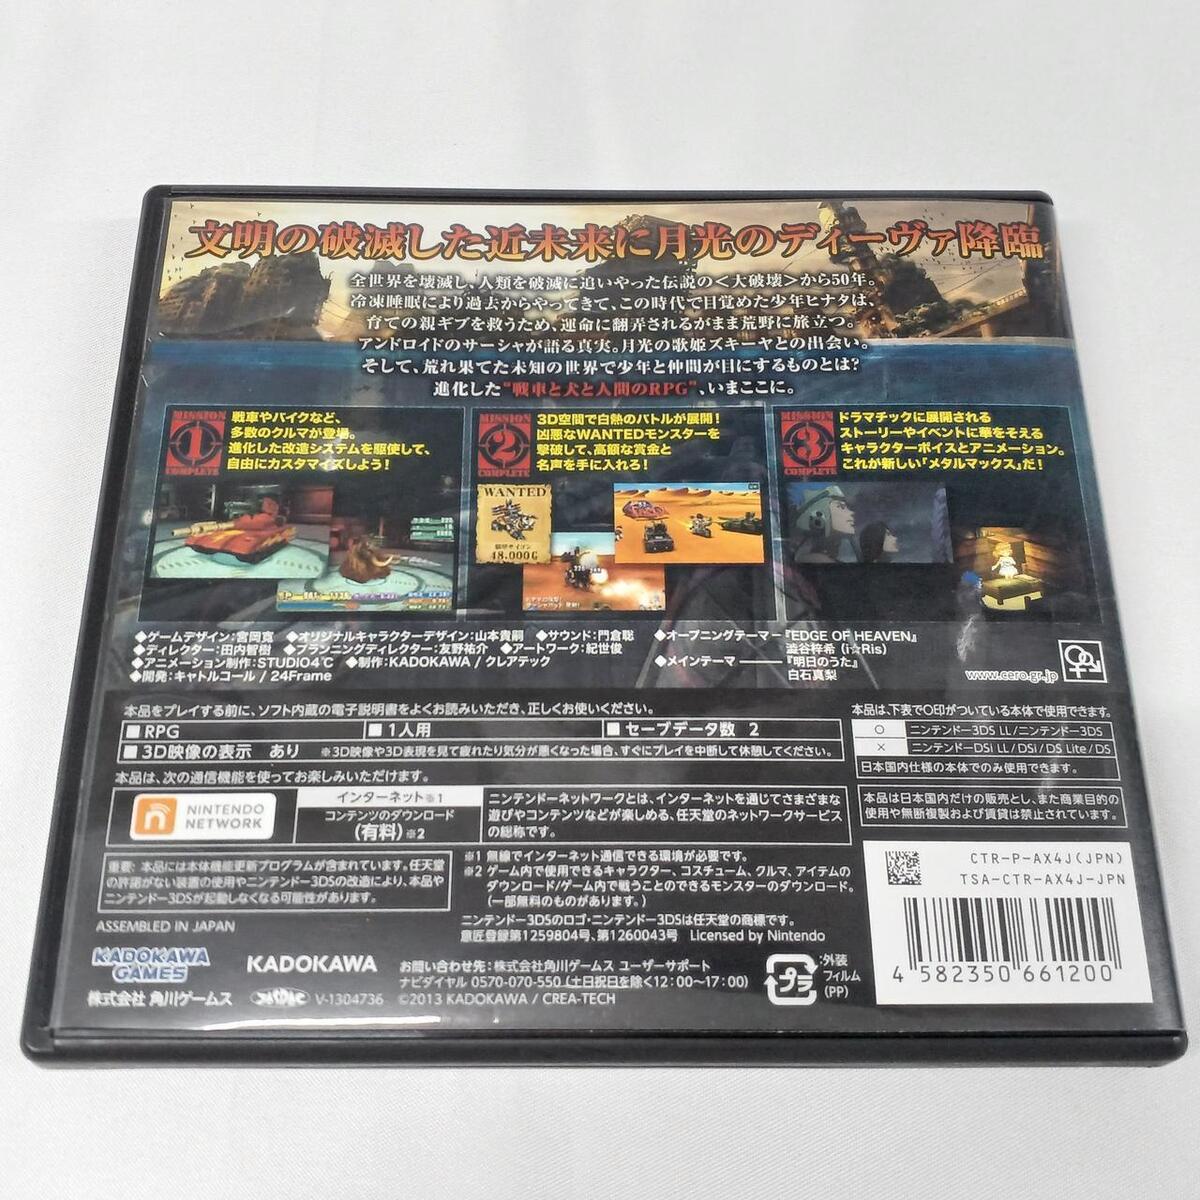 文明の破滅した近未来に月光のディーヴァ降臨
全世界を壊滅し、人類を破滅に追いやった伝説の<大破壊>から50年。
冷凍睡眠により過去からやってきて、この時代で目覚めた少年ヒナタは、
育ての親ギブを救うため、運命に翻弄されるがまま荒野に旅立つ。
アンドロイドのサーシャが語る真実。月光の歌姫ズキーヤとの出会い。
そして、荒れ果てた未知の世界で少年と仲間が目にするものとは?
進化した"戦車と犬と人間のRPG"、いまここに。
MISSION
1
COMPLETE
戦車やバイクなど、
多数のクルマが登場。
進化した改造システムを駆使して、
自由にカスタマイズしよう!
MISSION
2
COMPLETE
3D空間で白熱のバトルが展開!
凶悪なWANTEDモンスターを
撃破して、高額な賞金と
名声を手に入れろ!
WANTED
48,000G
MISSION
3
COMPLETE
ドラマチックに展開される
ストーリーやイベントに華をそえる
キャラクターボイスとアニメーション。
これが新しい「メタルマックス」だ!
◆ゲームデザイン:宮岡寛 ◆オリジナルキャラクターデザイン:山本貴嗣 ◆サウンド:門倉聡
◆ディレクター:田内智樹 ◆プランニングディレクター:友野祐介 ◆アートワーク:紀世俊
◆アニメーション制作:STUDIO4℃ ◆制作:KADOKAWA / クレアテック
◆開発:キャトルコール / 24Frame
◆オープニングテーマ─『EDGE OF HEAVEN』
澁谷梓希 (i☆Ris)
◆メインテーマ───『明日のうた』
白石真梨
www.cero.gr.jp
本品をプレイする前に、ソフト内蔵の電子説明書をよくお読みいただき、正しくお使いください。
■RPG ■1人用 ■セーブデータ数 2
■3D映像の表示 あり ※3D映像や3D表現を見て疲れたり気分が悪くなった場合、すぐにプレイを中断して休憩してください。
本品は、下表で○印がついている本体で使用できます。
○ ニンテンドー3DS LL/ニンテンドー3DS
× ニンテンドーDSi LL/DSi/DS Lite/DS
日本国内仕様の本体でのみ使用できます。
本品は、次の通信機能を使ってお楽しみいただけます。
NINTENDO
NETWORK
インターネット※1
コンテンツのダウンロード
(有料)※2
ニンテンドーネットワークとは、インターネットを通じてさまざまな
遊びやコンテンツなどが楽しめる、任天堂のネットワークサービス
の総称です。
本品は日本国内だけの販売とし、また商業目的の
使用や無断複製および賃貸は禁止されています。
重要: 本品には本体機能更新プログラムが含まれています。任天堂
の許諾がない装置の使用やニンテンドー3DSの改造により、本体や
ニンテンドー3DSが起動しなくなる可能性があります。
※1 無線でインターネット通信できる環境が必要です。
※2 ゲーム内で使用できるキャラクター、コスチューム、クルマ、アイテムの
ダウンロード/ゲーム内で戦うことのできるモンスターのダウンロード。
(一部無料のものがあります。)
ニンテンドー3DSのロゴ・ニンテンドー3DSは任天堂の商標です。
意匠登録第1259804号、第1260043号 Licensed by Nintendo
ASSEMBLED IN JAPAN
KADOKAWA
GAMES
株式会社 角川ゲームス
KADOKAWA
V-1304736
お問い合わせ先:株式会社角川ゲームス ユーザーサポート
ナビダイヤル 0570-070-550 (土日祝日を除く12:00~17:00)
©2013 KADOKAWA / CREA-TECH
プラ
:外装
フィルム
(PP)
CTR-P-AX4J(JPN)
TSA-CTR-AX4J-JPN
4 582350 661200